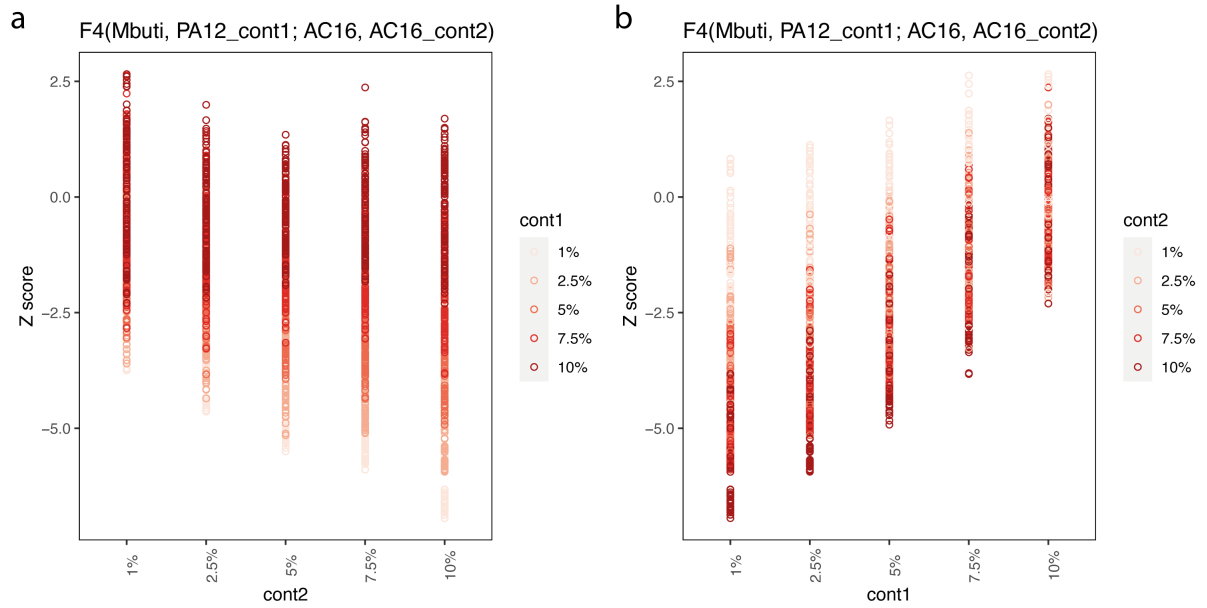 a
F4(Mbuti, PA12_cont1; AC16, AC16_cont2)
2.5
0.0
−2.5
−5.0
Z score
1%
2.5%
5%
7.5%
10%
cont2
cont1
1%
2.5%
5%
7.5%
10%
b
F4(Mbuti, PA12_cont1; AC16, AC16_cont2)
2.5
0.0
−2.5
−5.0
Z score
1%
2.5%
5%
7.5%
10%
cont1
cont2
1%
2.5%
5%
7.5%
10%